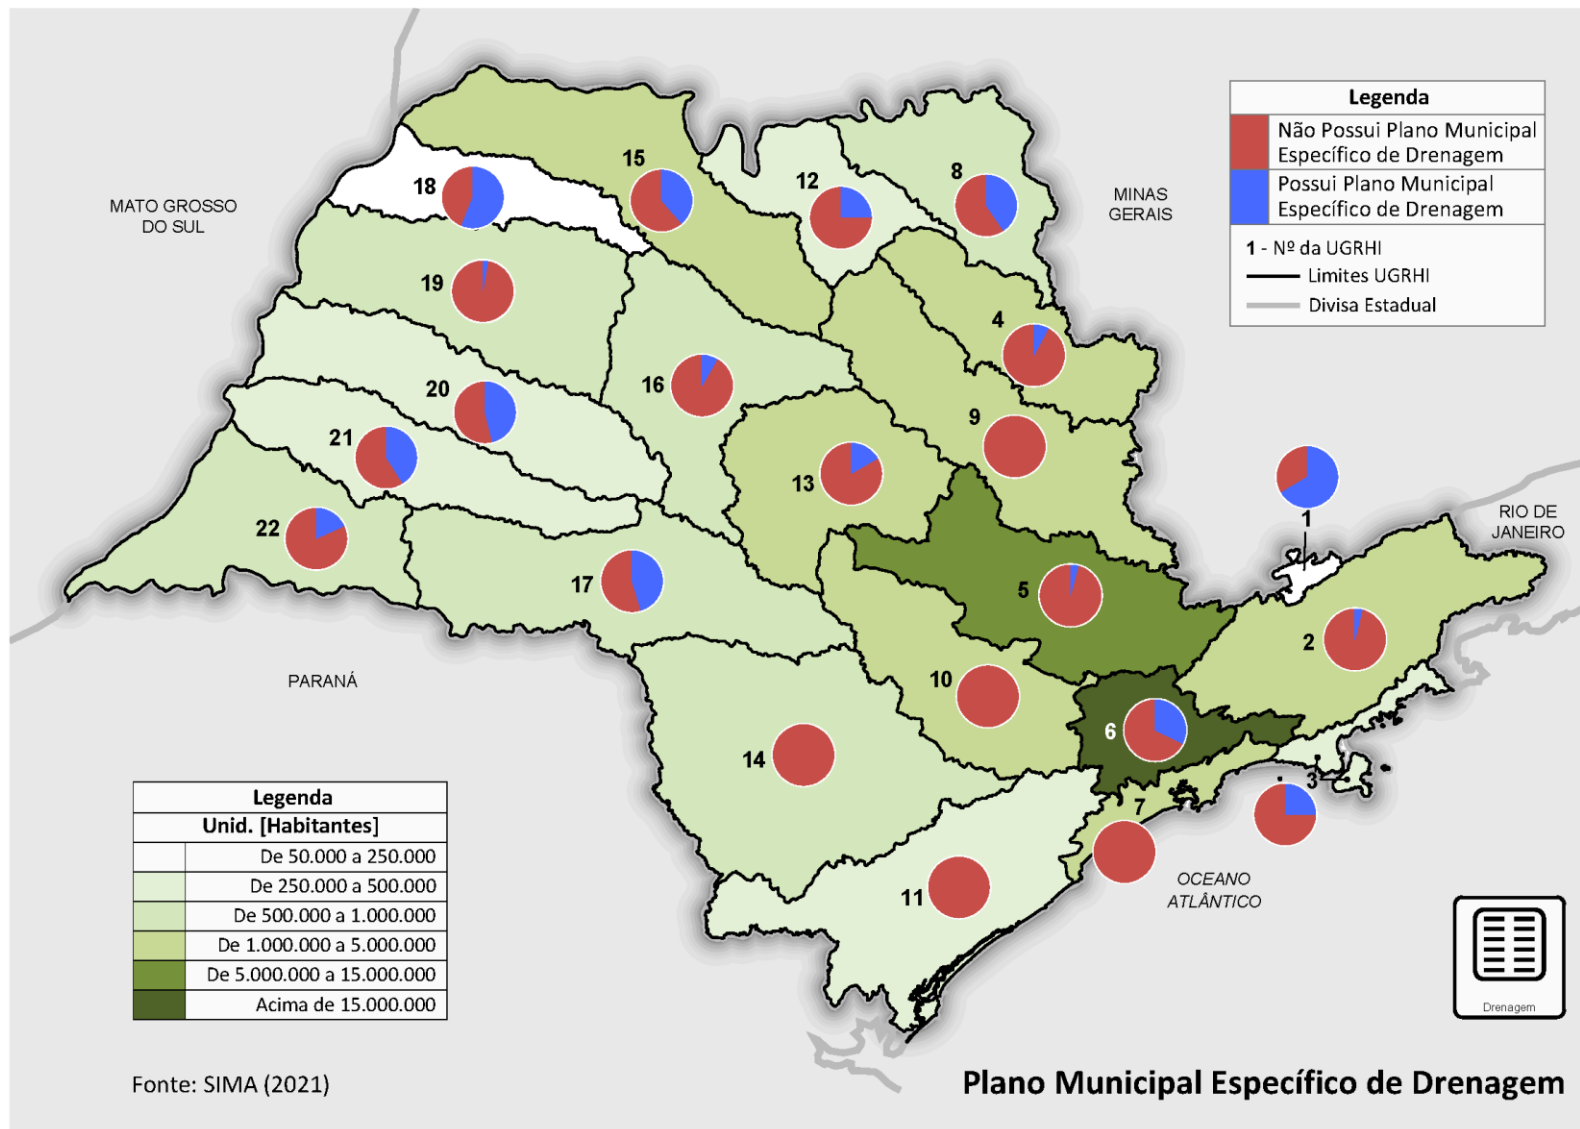 Legenda
Não Possui Plano Municipal
Específico de Drenagem
Possui Plano Municipal
Específico de Drenagem
1 - Nº da UGRHI
Limites UGRHI
Divisa Estadual
MATO GROSSO
DO SUL
MINAS
GERAIS
RIO DE
JANEIRO
PARANÁ
OCEANO
ATLÂNTICO
18
15
12
8
19
4
16
20
9
21
13
22
1
17
5
2
10
6
14
3
7
11
Legenda
Unid. [Habitantes]
De 50.000 a 250.000
De 250.000 a 500.000
De 500.000 a 1.000.000
De 1.000.000 a 5.000.000
De 5.000.000 a 15.000.000
Acima de 15.000.000
Drenagem
Fonte: SIMA (2021)
Plano Municipal Específico de Drenagem